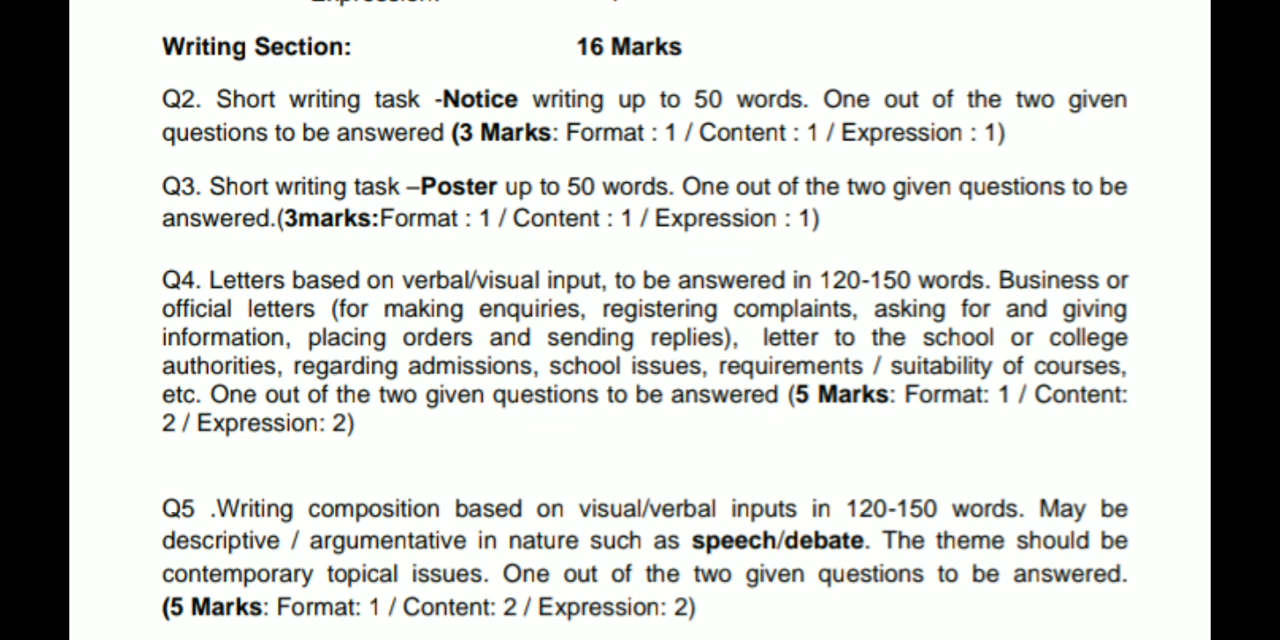 Writing Section: 16 Marks
Q2. Short writing task -Notice writing up to 50 words. One out of the two given
questions to be answered (3 Marks: Format : 1 / Content : 1 / Expression : 1)
Q3. Short writing task –Poster up to 50 words. One out of the two given questions to be
answered.(3marks:Format : 1 / Content : 1 / Expression : 1)
Q4. Letters based on verbal/visual input, to be answered in 120-150 words. Business or
official letters (for making enquiries, registering complaints, asking for and giving
information, placing orders and sending replies), letter to the school or college
authorities, regarding admissions, school issues, requirements / suitability of courses,
etc. One out of the two given questions to be answered (5 Marks: Format: 1 / Content:
2 / Expression: 2)
Q5 .Writing composition based on visual/verbal inputs in 120-150 words. May be
descriptive / argumentative in nature such as speech/debate. The theme should be
contemporary topical issues. One out of the two given questions to be answered.
(5 Marks: Format: 1 / Content: 2 / Expression: 2)